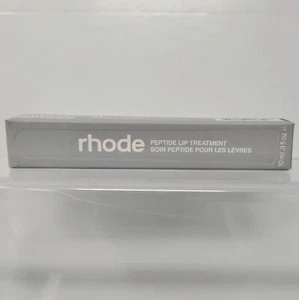 rhode
PEPTIDE LIP TREATMENT
SOIN PEPTIDE POUR LES LÈVRES